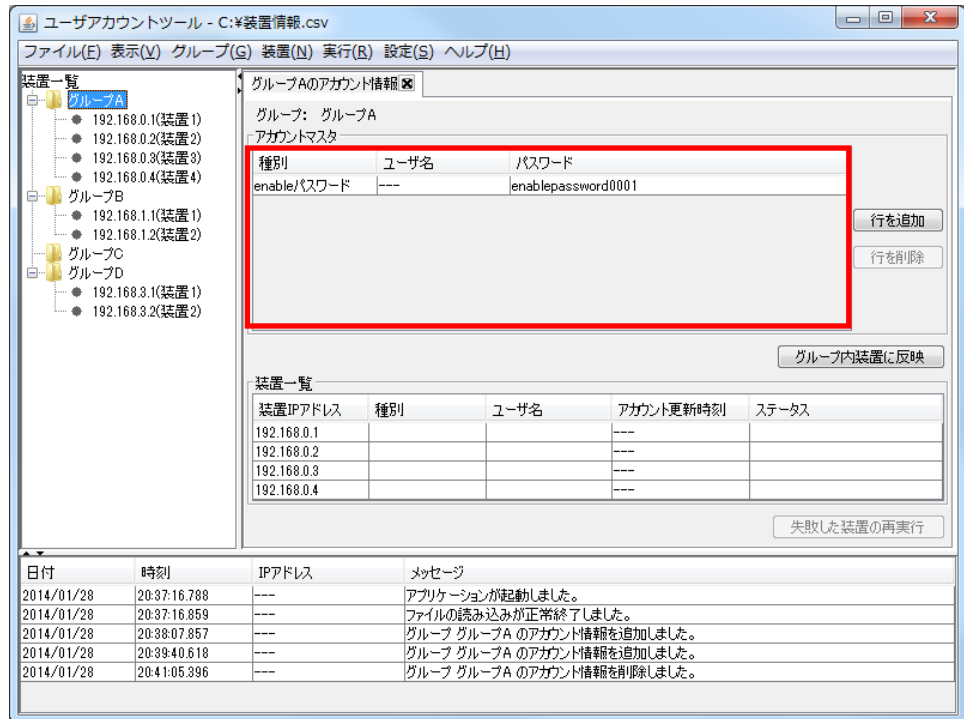 ユーザアカウントツール - C:¥装置情報.csv
ファイル(F) 表示(V) グループ(G) 装置(N) 実行(R) 設定(S) ヘルプ(H)
装置一覧
グループA
192.168.0.1(装置1)
192.168.0.2(装置2)
192.168.0.3(装置3)
192.168.0.4(装置4)
グループB
192.168.1.1(装置1)
192.168.1.2(装置2)
グループC
グループD
192.168.3.1(装置1)
192.168.3.2(装置2)
グループAのアカウント情報
グループ: グループA
アカウントマスタ
種別 ユーザ名 パスワード
enableパスワード --- enablepassword0001
行を追加
行を削除
グループ内装置に反映
装置一覧
装置IPアドレス 種別 ユーザ名 アカウント更新時刻 ステータス
192.168.0.1 ---
192.168.0.2 ---
192.168.0.3 ---
192.168.0.4 ---
失敗した装置の再実行
日付 時刻 IPアドレス メッセージ
2014/01/28 20:37:16.788 --- アプリケーションが起動しました。
2014/01/28 20:37:16.859 --- ファイルの読み込みが正常終了しました。
2014/01/28 20:38:07.857 --- グループ グループA のアカウント情報を追加しました。
2014/01/28 20:39:40.618 --- グループ グループA のアカウント情報を追加しました。
2014/01/28 20:41:05.396 --- グループ グループA のアカウント情報を削除しました。